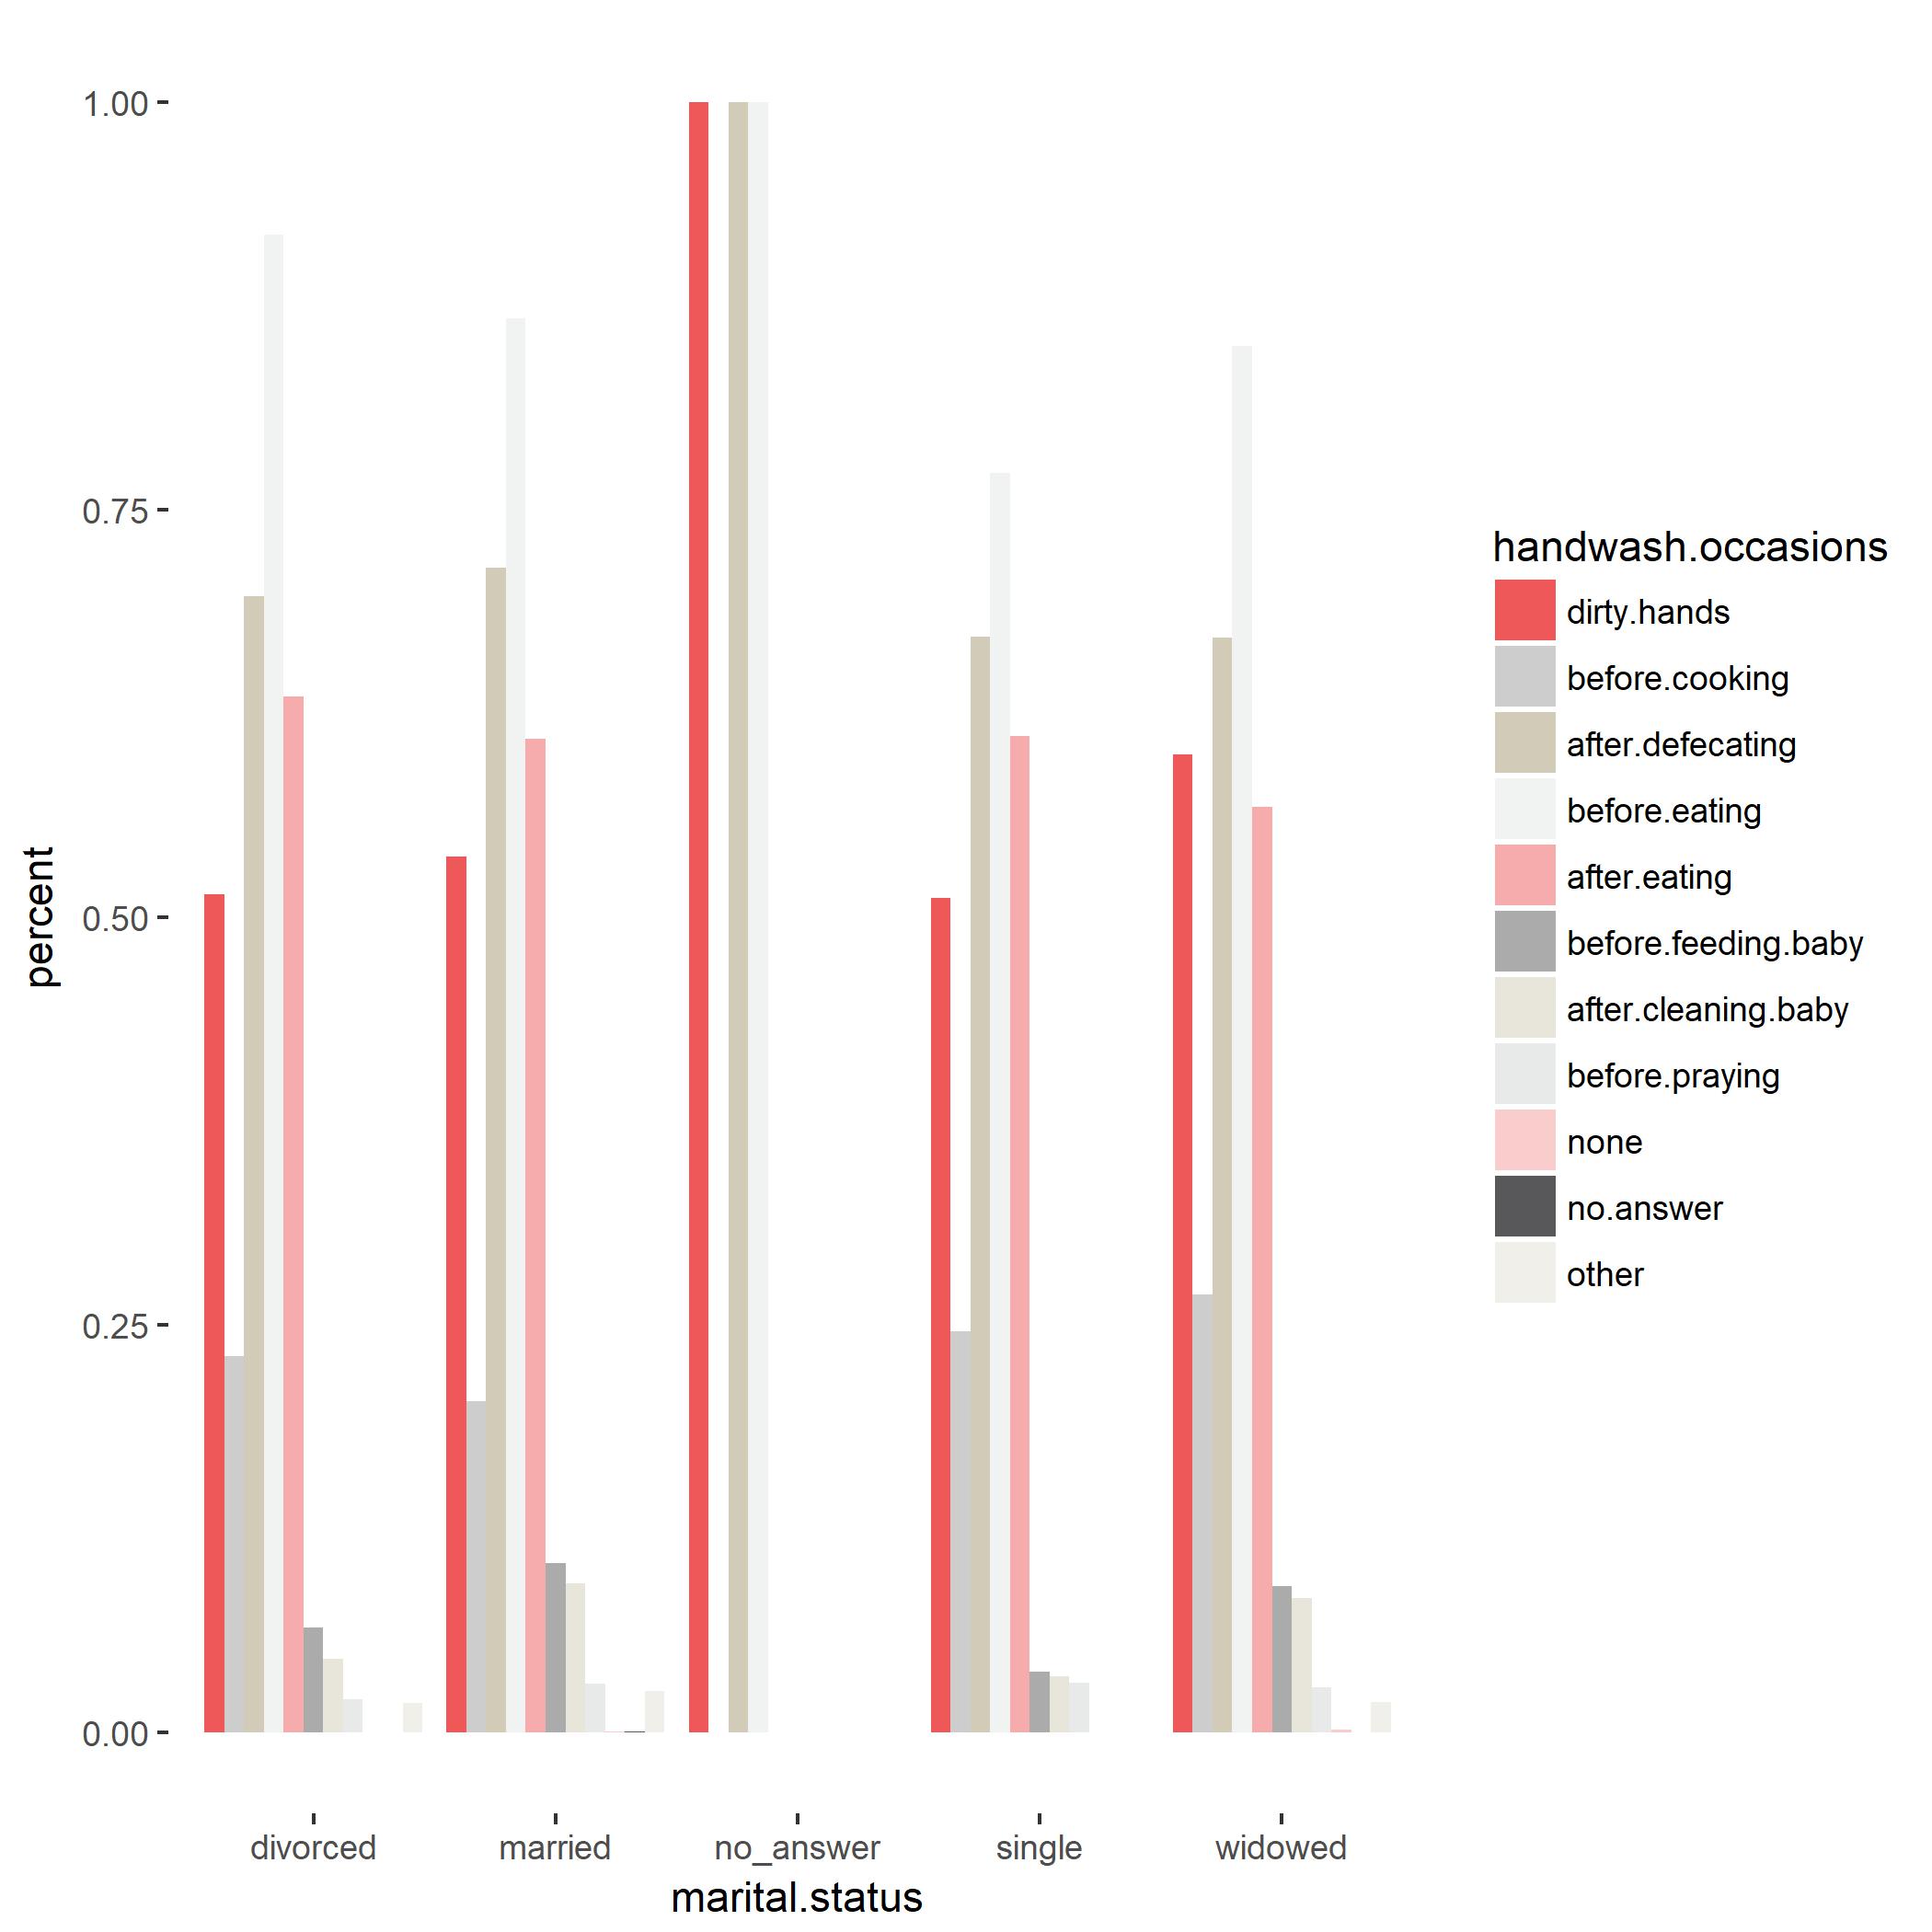 1.00
0.75
0.50
0.25
0.00
percent
divorced
married
no_answer
single
widowed
marital.status
handwash.occasions
dirty.hands
before.cooking
after.defecating
before.eating
after.eating
before.feeding.baby
after.cleaning.baby
before.praying
none
no.answer
other